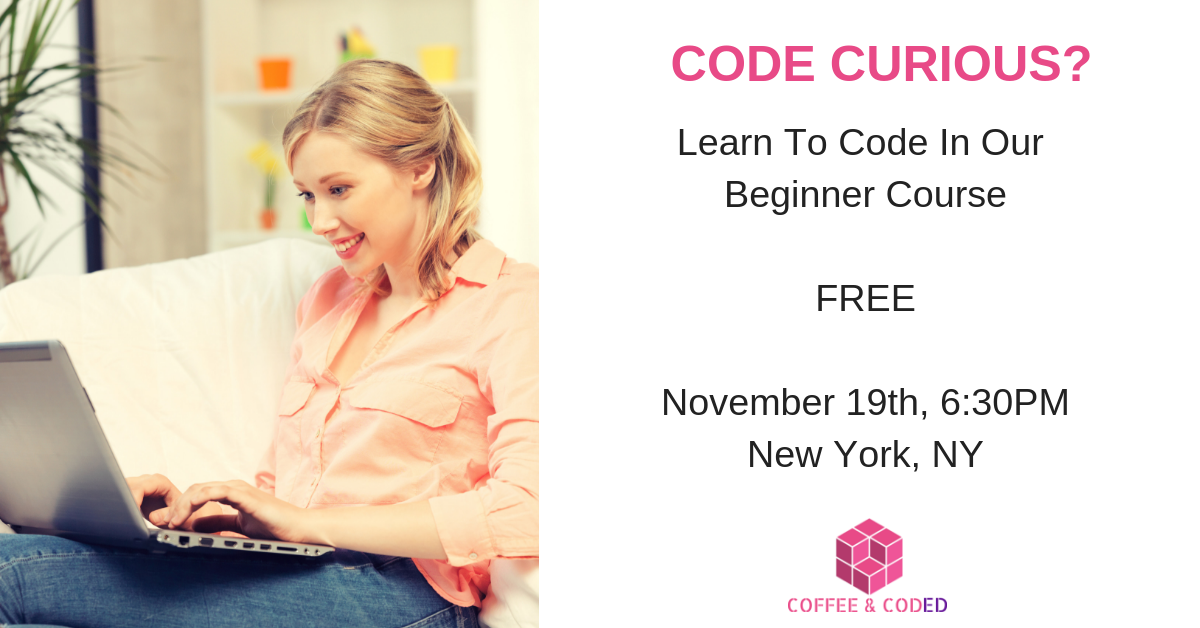 CODE CURIOUS?
Learn To Code In Our
Beginner Course
FREE
November 19th, 6:30PM
New York, NY
COFFEE & CODED